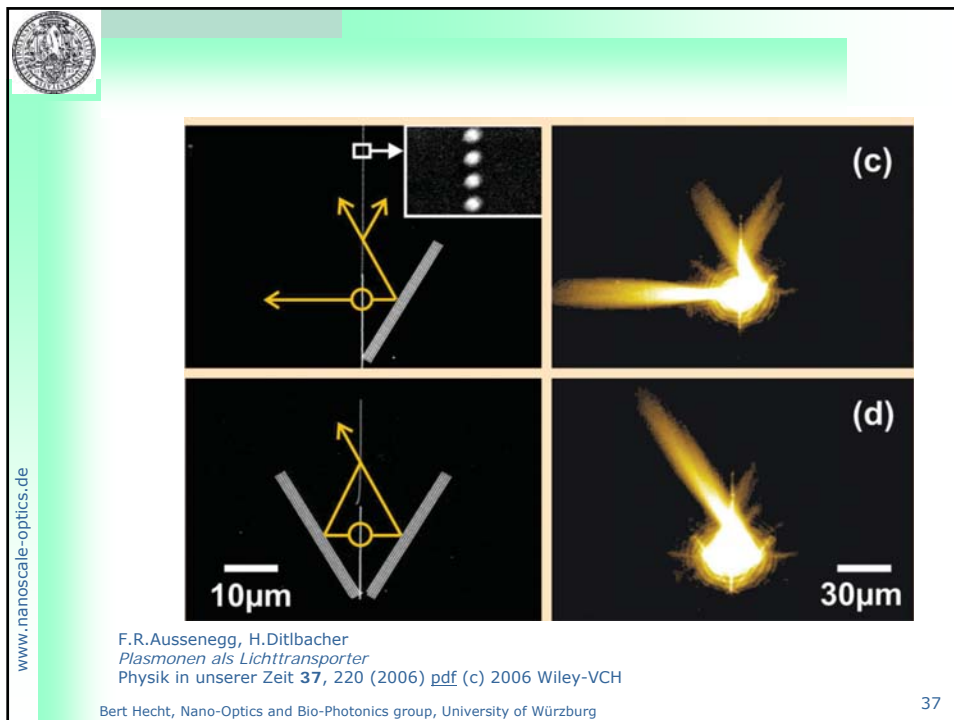 (c)
(d)
10µm
30µm
www.nanoscale-optics.de
F.R.Aussenegg, H.Ditlbacher
Plasmonen als Lichttransporter
Physik in unserer Zeit 37, 220 (2006) pdf (c) 2006 Wiley-VCH
Bert Hecht, Nano-Optics and Bio-Photonics group, University of Würzburg
37